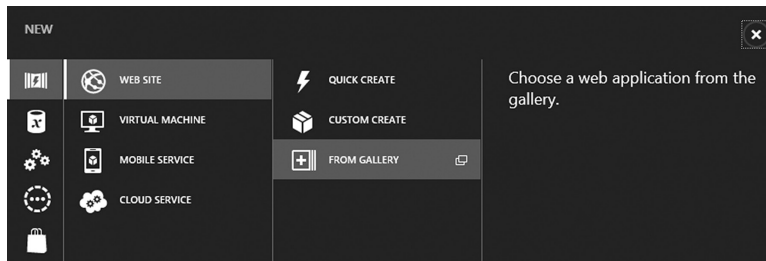 NEW
WEB SITE
VIRTUAL MACHINE
MOBILE SERVICE
CLOUD SERVICE
QUICK CREATE
CUSTOM CREATE
FROM GALLERY
Choose a web application from the
gallery.